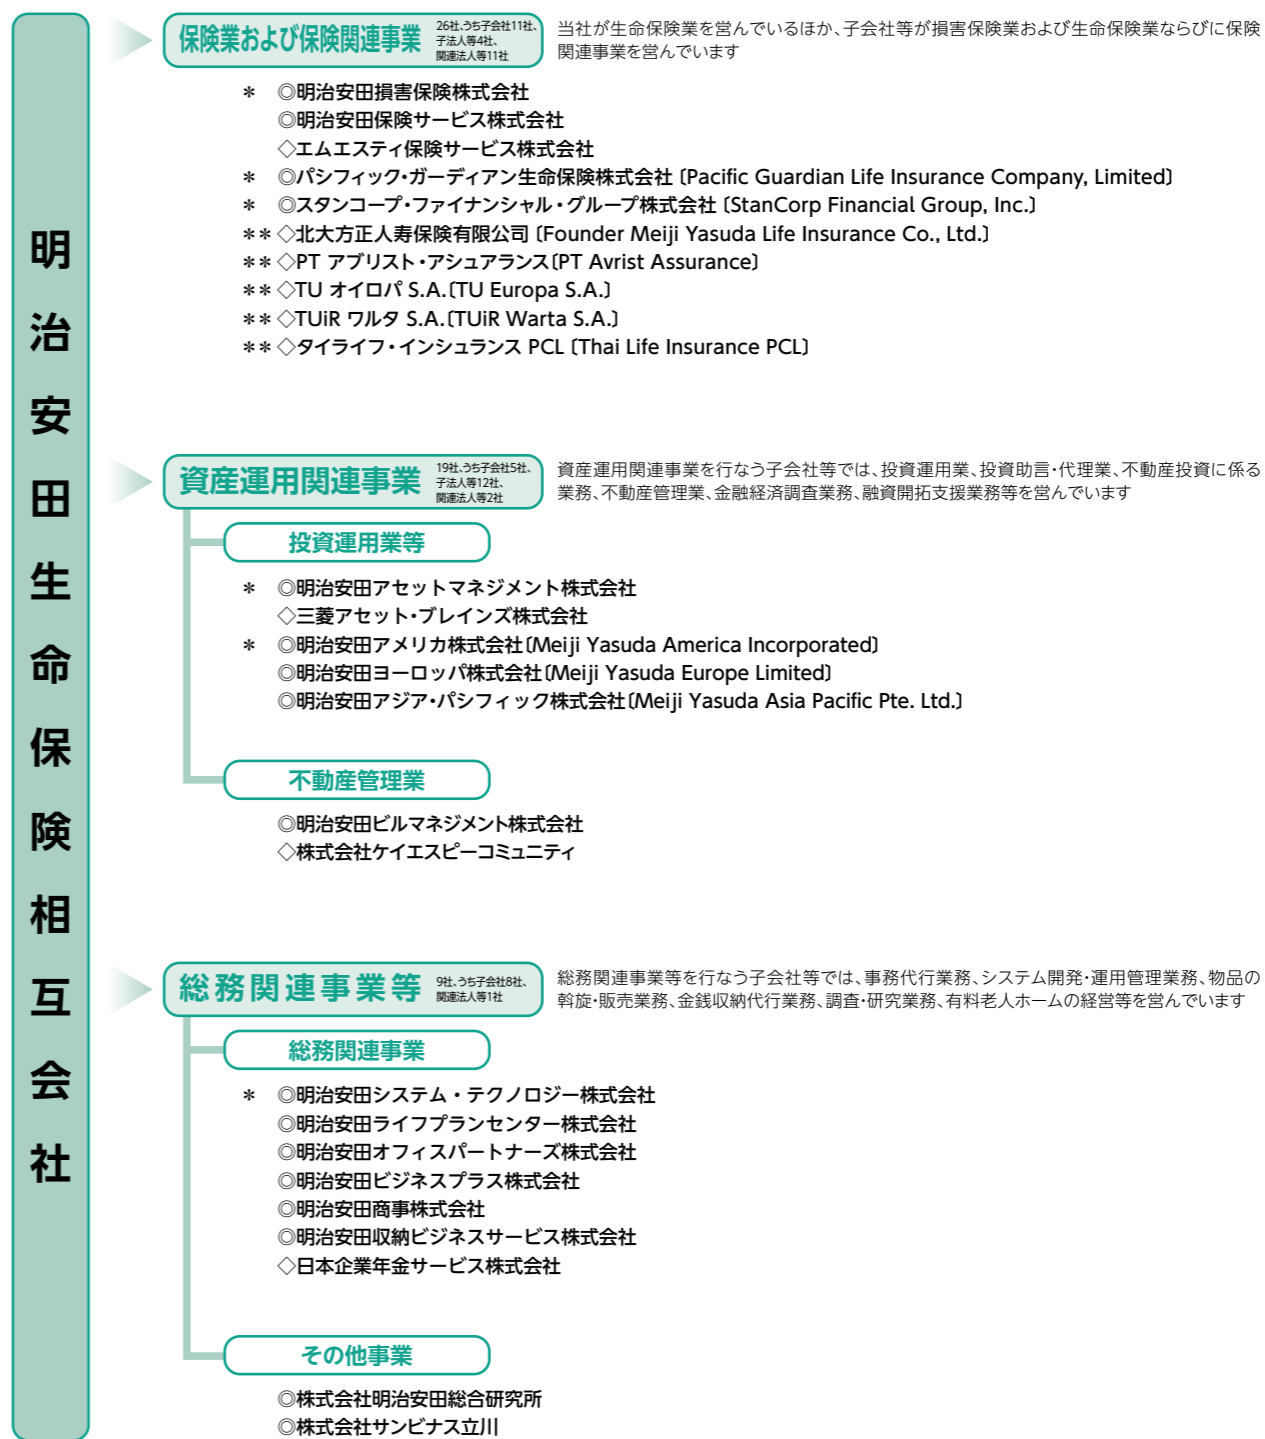 明治安田生命保険相互会社
保険業および保険関連事業
26社、うち子会社11社、
子法人等4社、
関連法人等11社
当社が生命保険業を営んでいるほか、子会社等が損害保険業および生命保険業ならびに保険
関連事業を営んでいます
＊ ◎明治安田損害保険株式会社
◎明治安田保険サービス株式会社
◇エムエスティ保険サービス株式会社
＊ ◎パシフィック・ガーディアン生命保険株式会社〔Pacific Guardian Life Insurance Company, Limited〕
＊ ◎スタンコープ・ファイナンシャル・グループ株式会社〔StanCorp Financial Group, Inc.〕
＊＊◇北大方正人寿保険有限公司〔Founder Meiji Yasuda Life Insurance Co., Ltd.〕
＊＊◇PT アブリスト・アシュアランス〔PT Avrist Assurance〕
＊＊◇TU オイロパ S.A.〔TU Europa S.A.〕
＊＊◇TUiR ワルタ S.A.〔TUiR Warta S.A.〕
＊＊◇タイライフ・インシュランス PCL〔Thai Life Insurance PCL〕
資産運用関連事業
19社、うち子会社5社、
子法人等12社、
関連法人等2社
資産運用関連事業を行なう子会社等では、投資運用業、投資助言・代理業、不動産投資に係る
業務、不動産管理業、金融経済調査業務、融資開拓支援業務等を営んでいます
投資運用業等
＊ ◎明治安田アセットマネジメント株式会社
◇三菱アセット・ブレインズ株式会社
＊ ◎明治安田アメリカ株式会社〔Meiji Yasuda America Incorporated〕
◎明治安田ヨーロッパ株式会社〔Meiji Yasuda Europe Limited〕
◎明治安田アジア・パシフィック株式会社〔Meiji Yasuda Asia Pacific Pte. Ltd.〕
不動産管理業
◎明治安田ビルマネジメント株式会社
◇株式会社ケイエスピーコミュニティ
総務関連事業等
9社、うち子会社8社、
関連法人等1社
総務関連事業等を行なう子会社等では、事務代行業務、システム開発・運用管理業務、物品の
斡旋・販売業務、金銭収納代行業務、調査・研究業務、有料老人ホームの経営等を営んでいます
総務関連事業
＊ ◎明治安田システム・テクノロジー株式会社
◎明治安田ライフプランセンター株式会社
◎明治安田オフィスパートナーズ株式会社
◎明治安田ビジネスプラス株式会社
◎明治安田商事株式会社
◎明治安田収納ビジネスサービス株式会社
◇日本企業年金サービス株式会社
その他事業
◎株式会社明治安田総合研究所
◎株式会社サンビナス立川